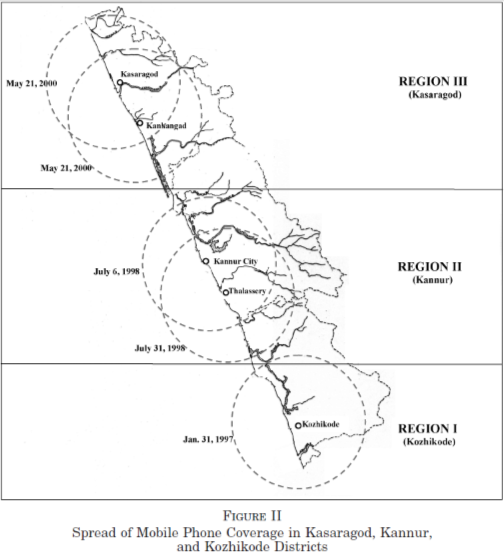 May 21, 2000
Kasaragod
REGION III
(Kasaragod)
Kanhangad
May 21, 2000
July 6, 1998
Kannur City
REGION II
(Kannur)
Thalassery
July 31, 1998
Jan. 31, 1997
Kozhikode
REGION I
(Kozhikode)
FIGURE II
Spread of Mobile Phone Coverage in Kasaragod, Kannur,
and Kozhikode Districts